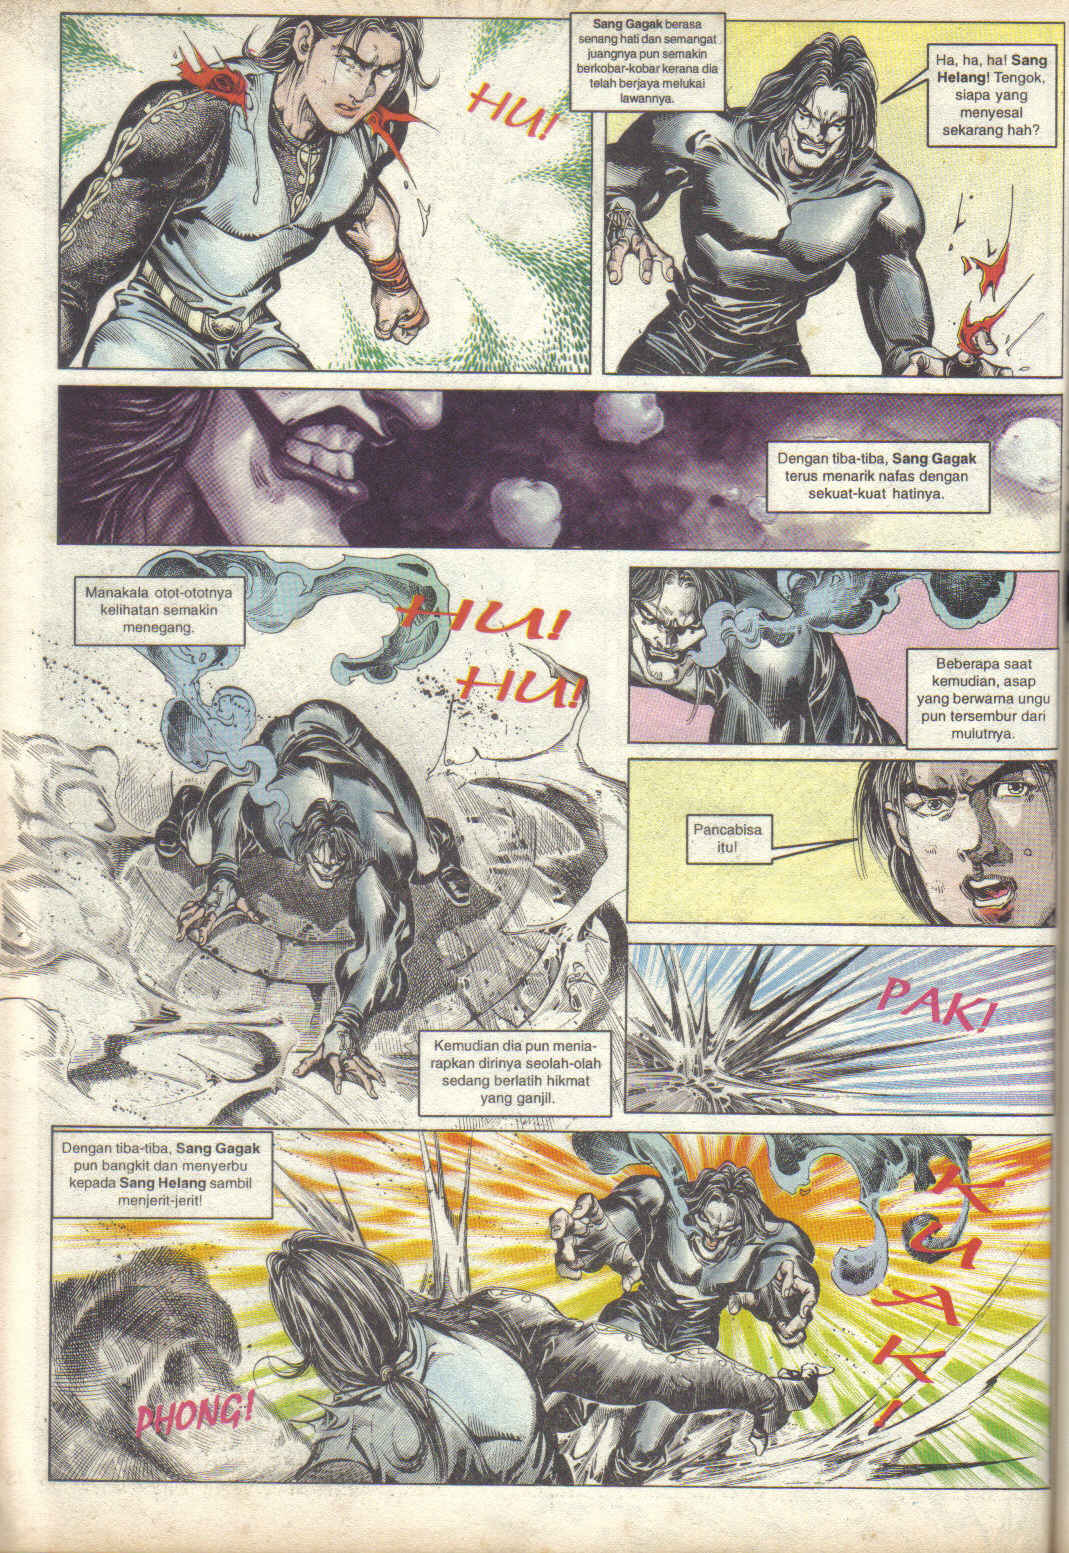 HU!
Sang Gagak berasa
senang hati dan semangat
juangnya pun semakin
berkobar-kobar kerana dia
telah berjaya melukai
lawannya.
Ha, ha, ha! Sang
Helang! Tengok,
siapa yang
menyesal
sekarang hah?
Dengan tiba-tiba, Sang Gagak
terus menarik nafas dengan
sekuat-kuat hatinya.
Manakala otot-ototnya
kelihatan semakin
menegang.
HU!
HU!
Beberapa saat
kemudian, asap
yang berwarna ungu
pun tersembur dari
mulutnya.
Pancabisa
itu!
Kemudian dia pun menia-
rapkan dirinya seolah-olah
sedang berlatih hikmat
yang ganjil.
PAK!
Dengan tiba-tiba, Sang Gagak
pun bangkit dan menyerbu
kepada Sang Helang sambil
menjerit-jerit!
KUAK!
PHONG!